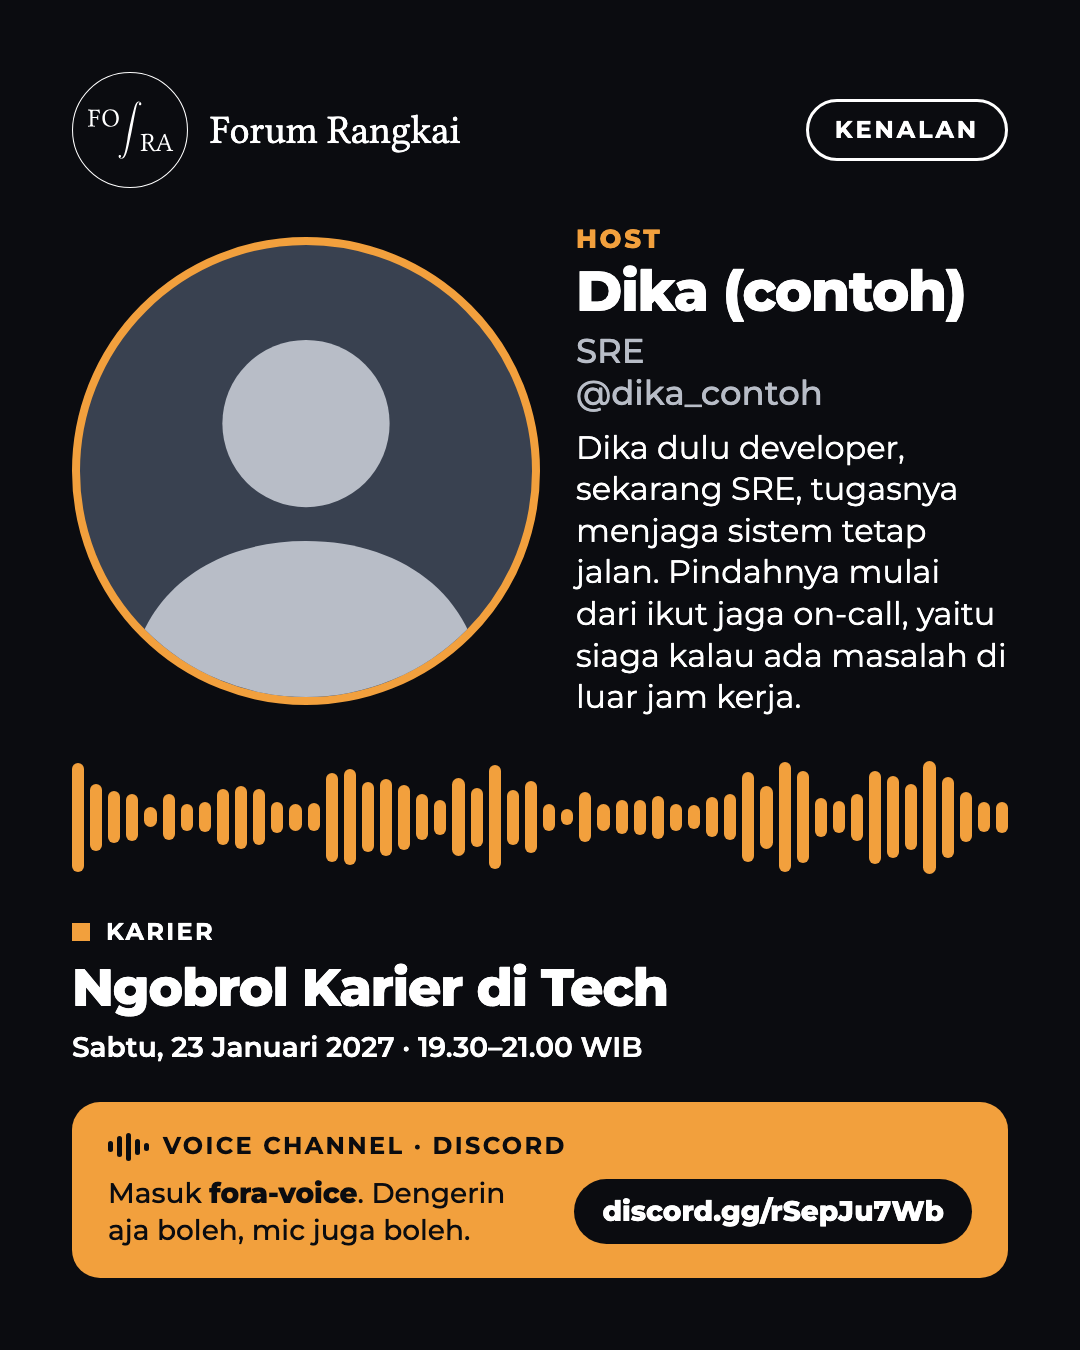 FO
RA
Forum Rangkai
KENALAN
HOST
Dika (contoh)
SRE
@dika_contoh
Dika dulu developer,
sekarang SRE, tugasnya
menjaga sistem tetap
jalan. Pindahnya mulai
dari ikut jaga on-call, yaitu
siaga kalau ada masalah di
luar jam kerja.
KARIER
Ngobrol Karier di Tech
Sabtu, 23 Januari 2027 · 19.30–21.00 WIB
VOICE CHANNEL · DISCORD
Masuk fora-voice. Dengerin
aja boleh, mic juga boleh.
discord.gg/rSepJu7Wb